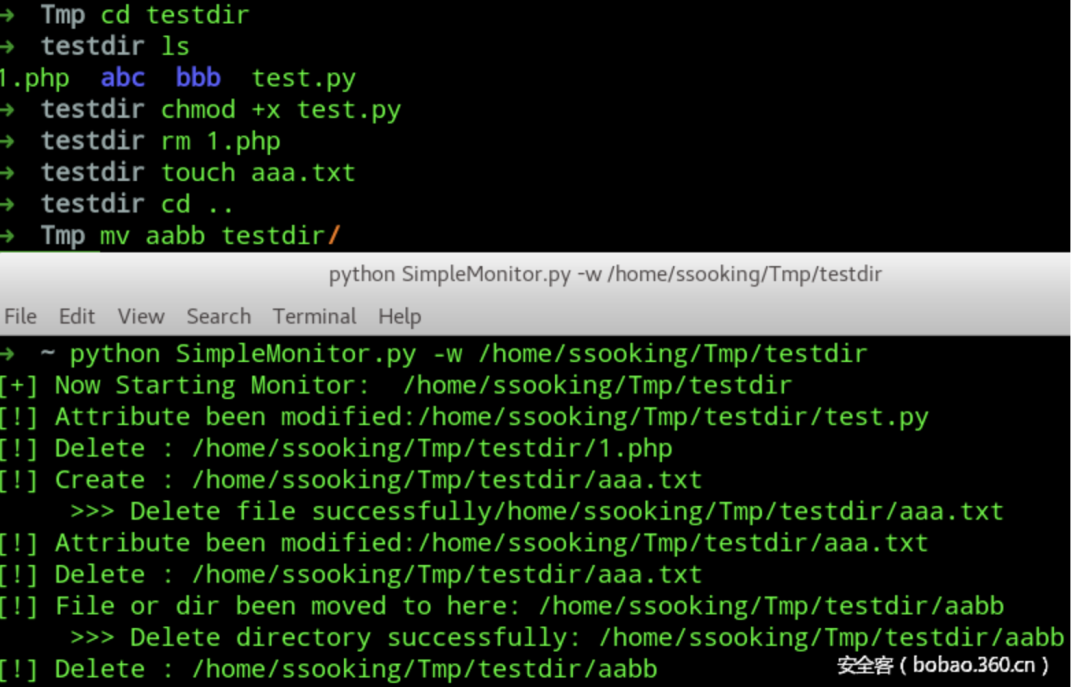 → Tmp cd testdir
→ testdir ls
1.php abc bbb test.py
→ testdir chmod +x test.py
→ testdir rm 1.php
→ testdir touch aaa.txt
→ testdir cd ..
→ Tmp mv aabb testdir/
python SimpleMonitor.py -w /home/ssooking/Tmp/testdir
File Edit View Search Terminal Help
→ ~ python SimpleMonitor.py -w /home/ssooking/Tmp/testdir
[+] Now Starting Monitor: /home/ssooking/Tmp/testdir
[!] Attribute been modified:/home/ssooking/Tmp/testdir/test.py
[!] Delete : /home/ssooking/Tmp/testdir/1.php
[!] Create : /home/ssooking/Tmp/testdir/aaa.txt
>>> Delete file successfully/home/ssooking/Tmp/testdir/aaa.txt
[!] Attribute been modified:/home/ssooking/Tmp/testdir/aaa.txt
[!] Delete : /home/ssooking/Tmp/testdir/aaa.txt
[!] File or dir been moved to here: /home/ssooking/Tmp/testdir/aabb
>>> Delete directory successfully: /home/ssooking/Tmp/testdir/aabb
[!] Delete : /home/ssooking/Tmp/testdir/aabb
安全客（bobao.360.cn）